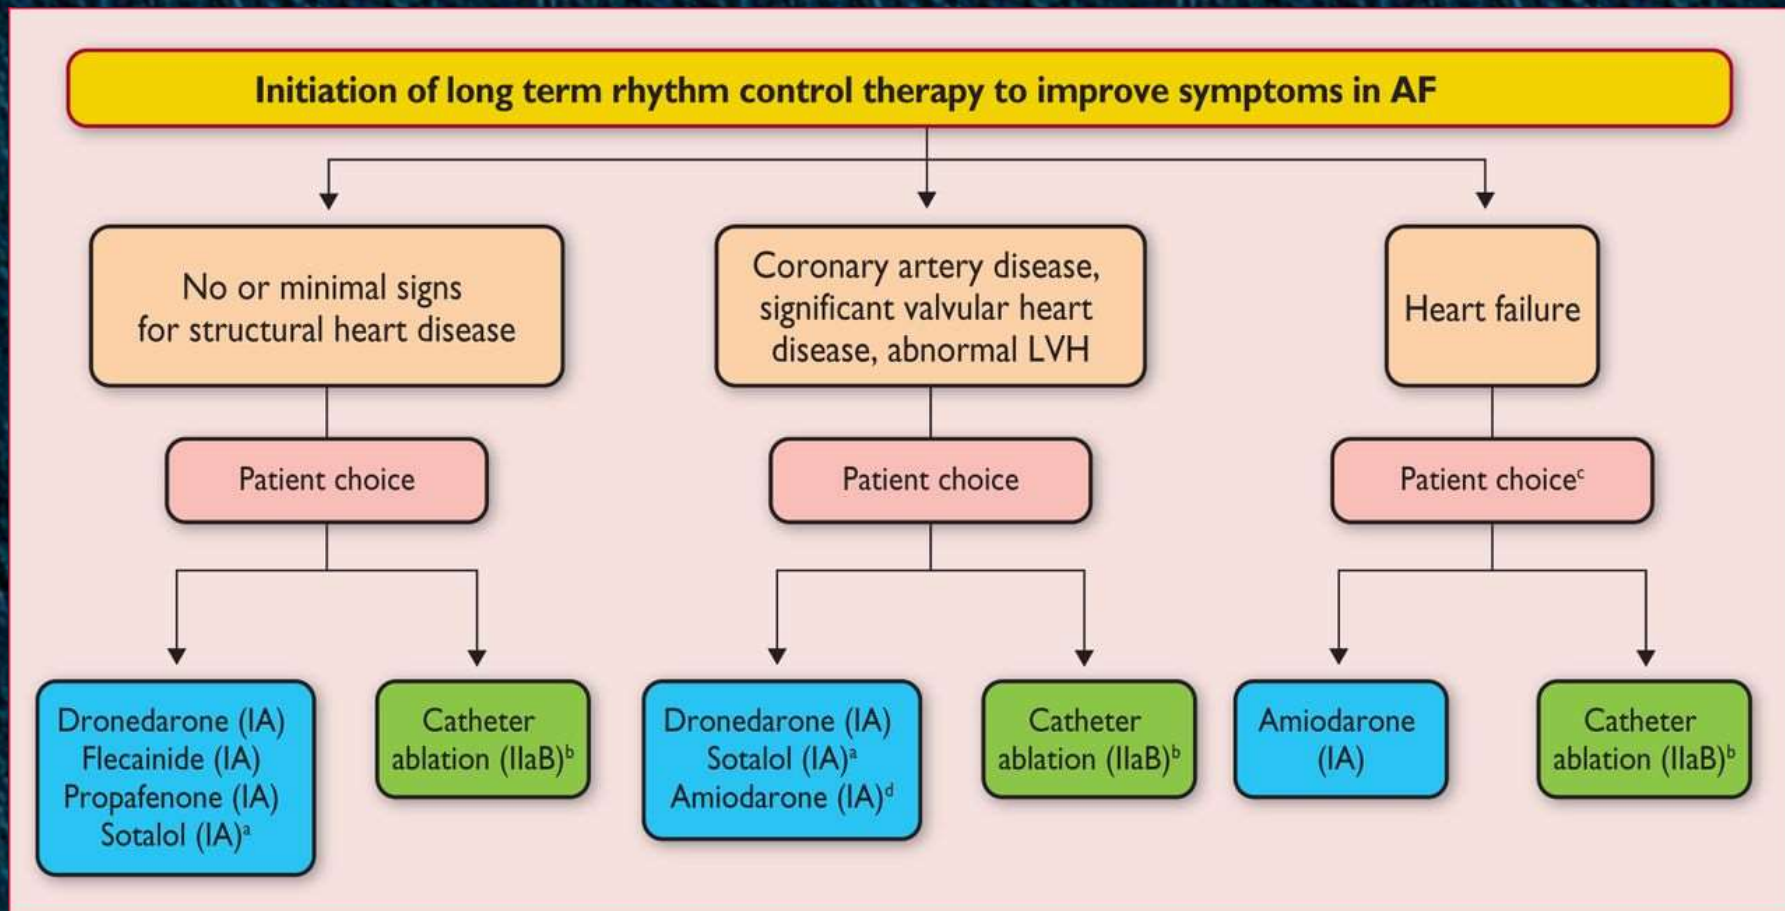 Initiation of long term rhythm control therapy to improve symptoms in AF
No or minimal signs
for structural heart disease
Coronary artery disease,
significant valvular heart
disease, abnormal LVH
Heart failure
Patient choice
Patient choice
Patient choiceᶜ
Dronedarone (IA)
Flecainide (IA)
Propafenone (IA)
Sotalol (IA)ᵃ
Catheter
ablation (IIaB)ᵇ
Dronedarone (IA)
Sotalol (IA)ᵃ
Amiodarone (IA)ᵈ
Catheter
ablation (IIaB)ᵇ
Amiodarone
(IA)
Catheter
ablation (IIaB)ᵇ